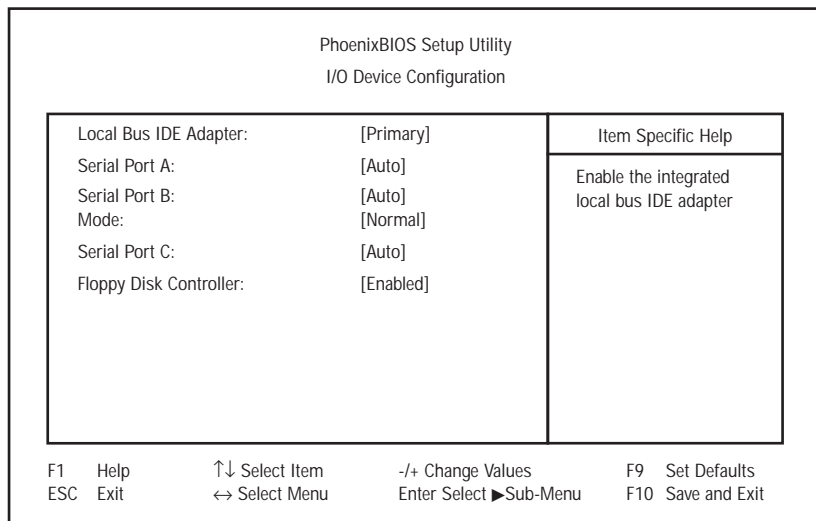 PhoenixBIOS Setup Utility
I/O Device Configuration
Local Bus IDE Adapter: [Primary]
Serial Port A: [Auto]
Serial Port B: [Auto]
Mode: [Normal]
Serial Port C: [Auto]
Floppy Disk Controller: [Enabled]
Item Specific Help
Enable the integrated
local bus IDE adapter
F1 Help ↑↓ Select Item -/+ Change Values F9 Set Defaults
ESC Exit ↔ Select Menu Enter Select ▶Sub-Menu F10 Save and Exit